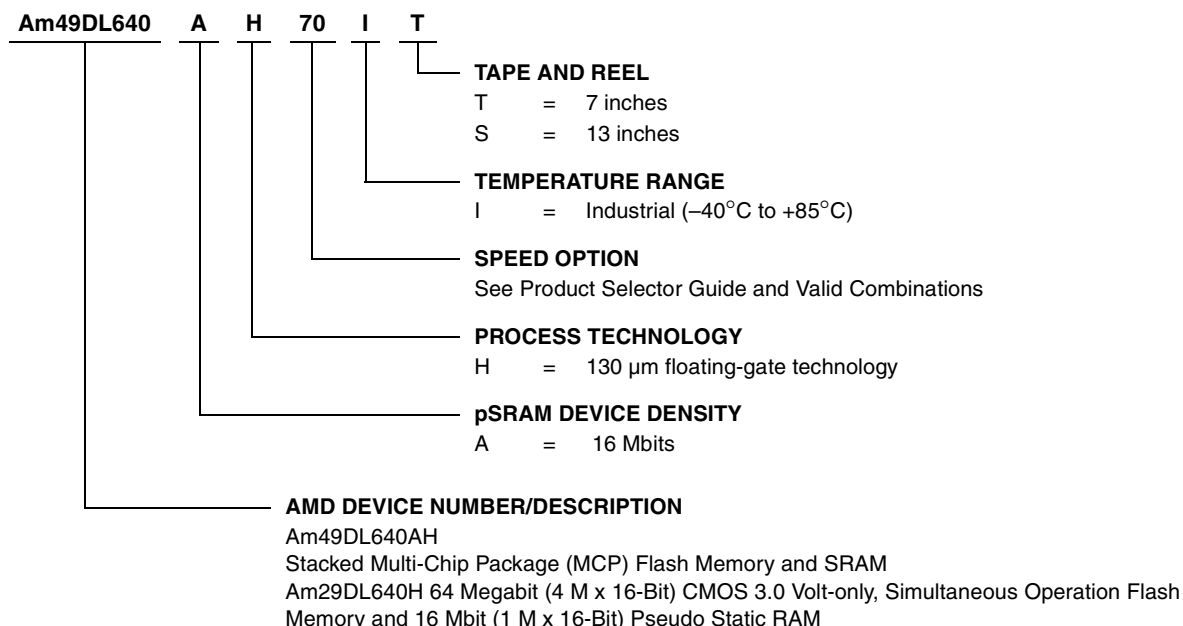 Am49DL640 A H 70 I T
TAPE AND REEL
T = 7 inches
S = 13 inches
TEMPERATURE RANGE
I = Industrial (–40°C to +85°C)
SPEED OPTION
See Product Selector Guide and Valid Combinations
PROCESS TECHNOLOGY
H = 130 µm floating-gate technology
pSRAM DEVICE DENSITY
A = 16 Mbits
AMD DEVICE NUMBER/DESCRIPTION
Am49DL640AH
Stacked Multi-Chip Package (MCP) Flash Memory and SRAM
Am29DL640H 64 Megabit (4 M x 16-Bit) CMOS 3.0 Volt-only, Simultaneous Operation Flash
Memory and 16 Mbit (1 M x 16-Bit) Pseudo Static RAM